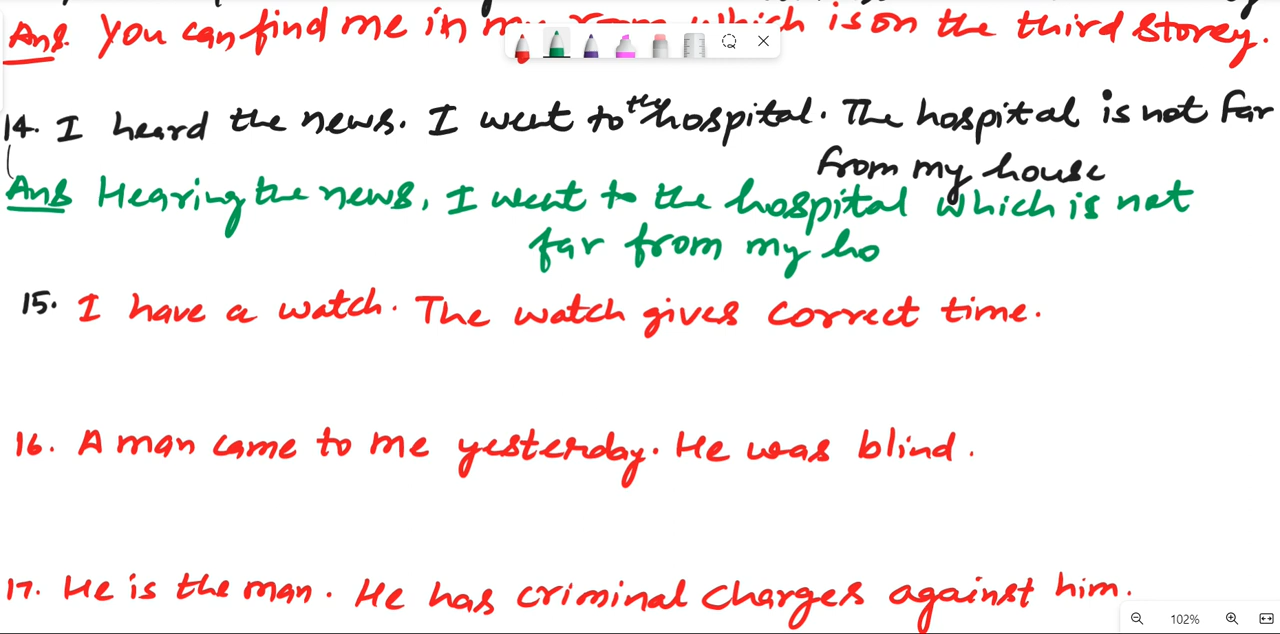 Ans. You can find me in my room which is on the third storey.
14. I heard the news. I went to the hospital. The hospital is not far
from my house
Ans Hearing the news, I went to the hospital which is not
far from my ho
15. I have a watch. The watch gives correct time.
16. A man came to me yesterday. He was blind.
17. He is the man. He has criminal charges against him.
102%